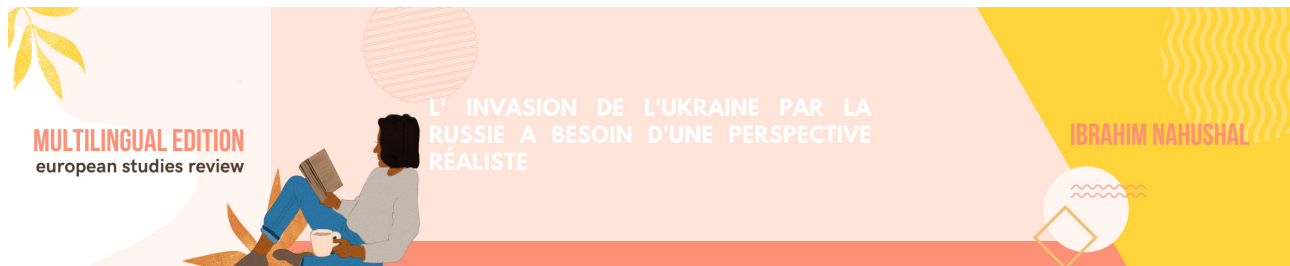 MULTILINGUAL EDITION
european studies review
L' INVASION DE L'UKRAINE PAR LA
RUSSIE A BESOIN D'UNE PERSPECTIVE
RÉALISTE
IBRAHIM NAHUSHAL